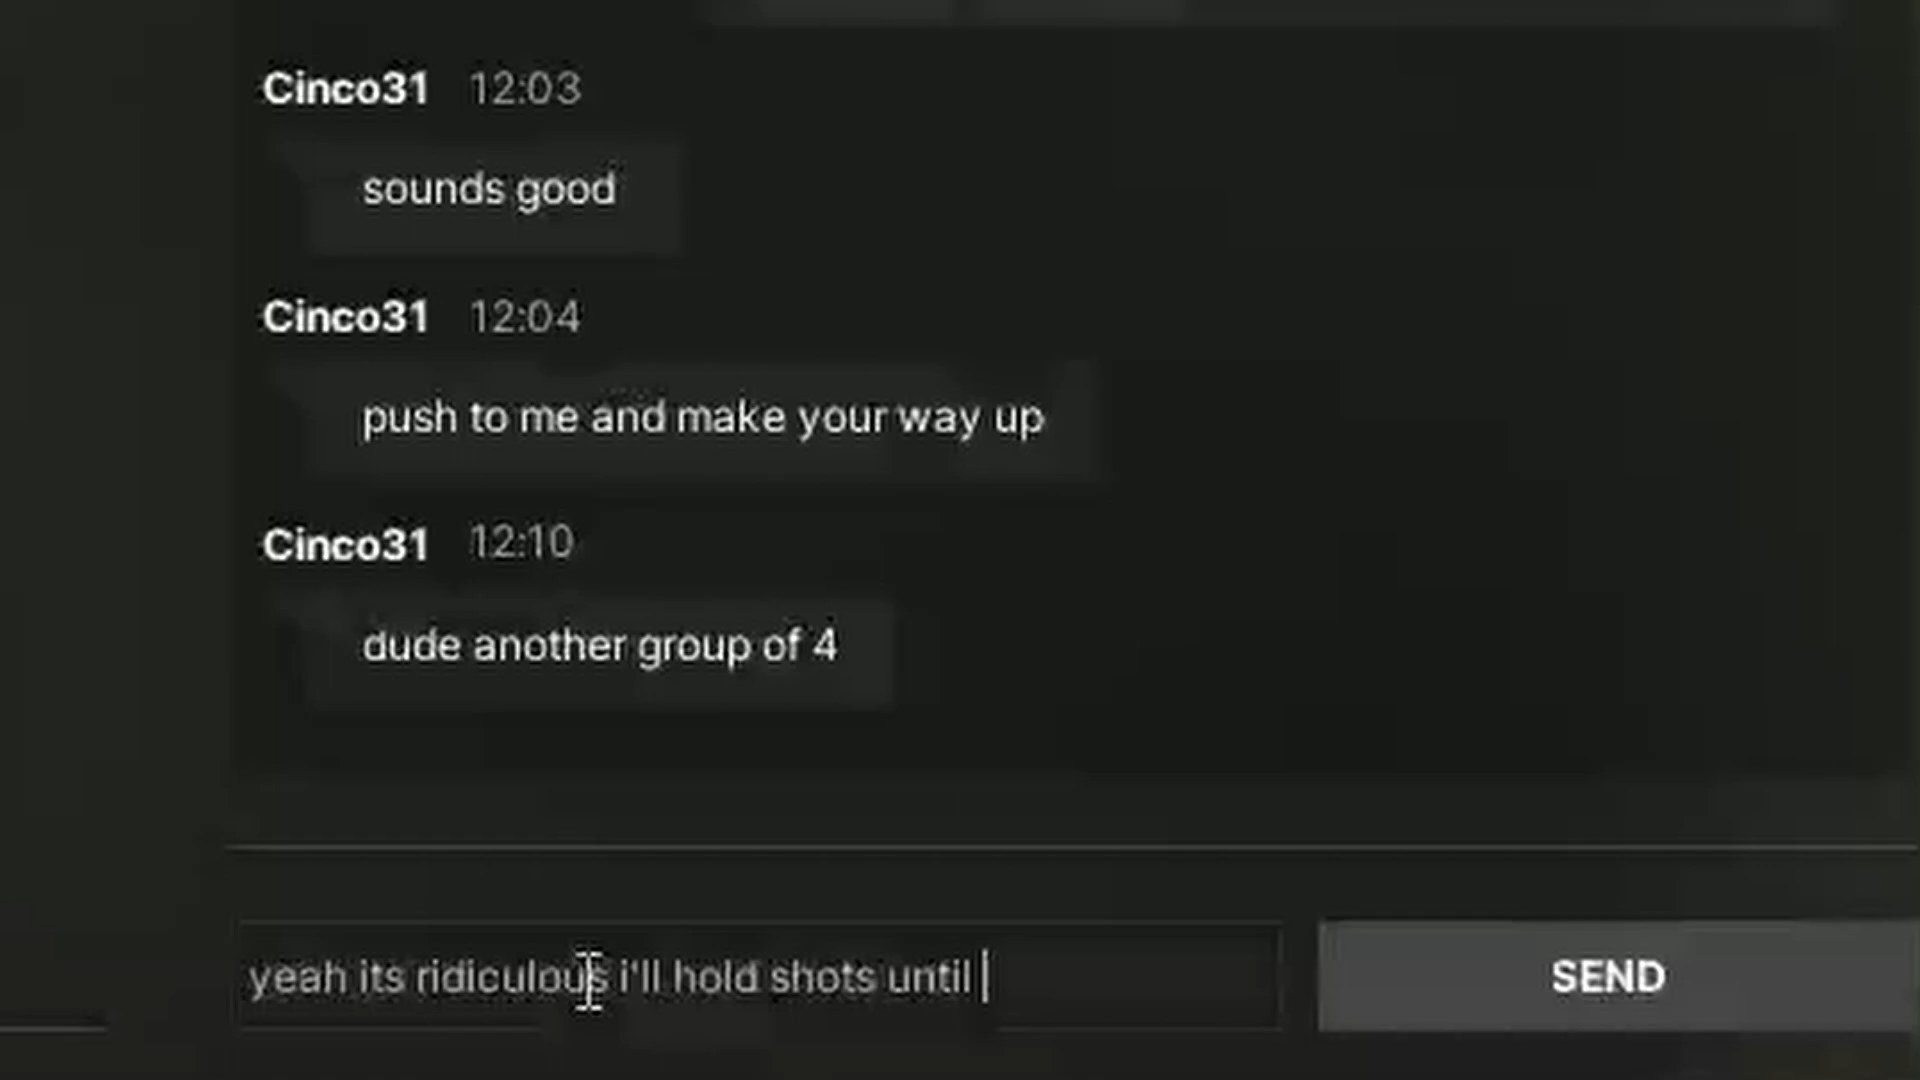 Cinco31 12:03
sounds good
Cinco31 12:04
push to me and make your way up
Cinco31 12:10
dude another group of 4
yeah its ridiculous i'll hold shots until
SEND